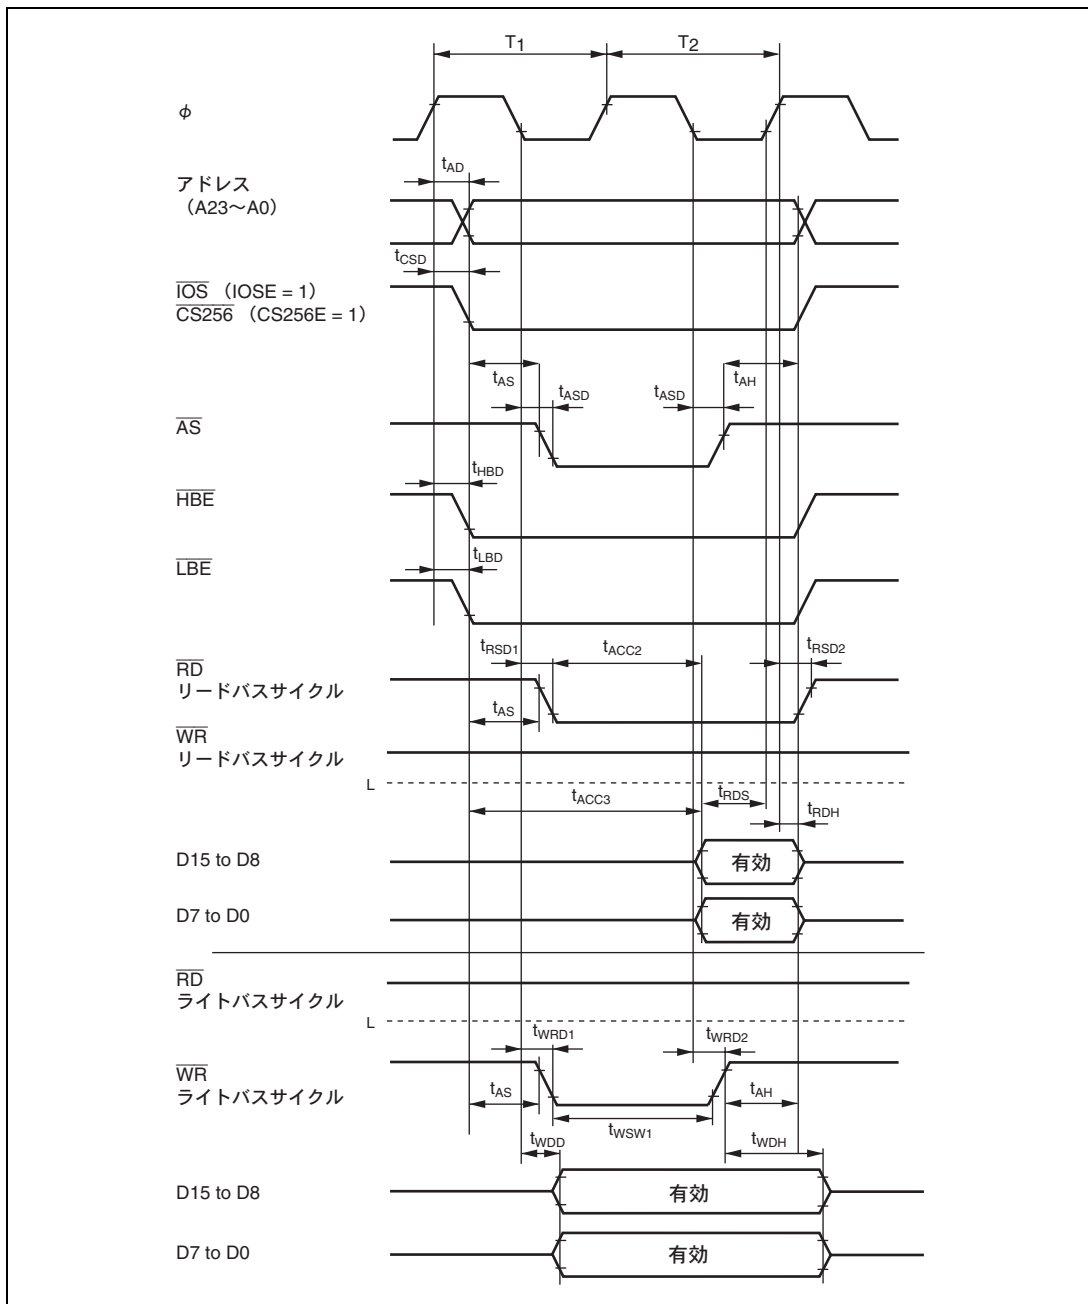 T1 T2
φ
tAD
アドレス
（A23～A0）
tCSD
IOS （IOSE = 1）
CS256 （CS256E = 1）
tAS tAH
tASD tASD
AS
tHBD
HBE
tLBD
LBE
tRSD1 tACC2 tRSD2
RD
リードバスサイクル
tAS
WR
リードバスサイクル
L
tACC3 tRDS
tRDH
D15 to D8 有効
D7 to D0 有効
RD
ライトバスサイクル
L
tWRD1 tWRD2
WR
ライトバスサイクル
tAS tAH
tWSW1
tWDD tWDH
D15 to D8 有効
D7 to D0 有効